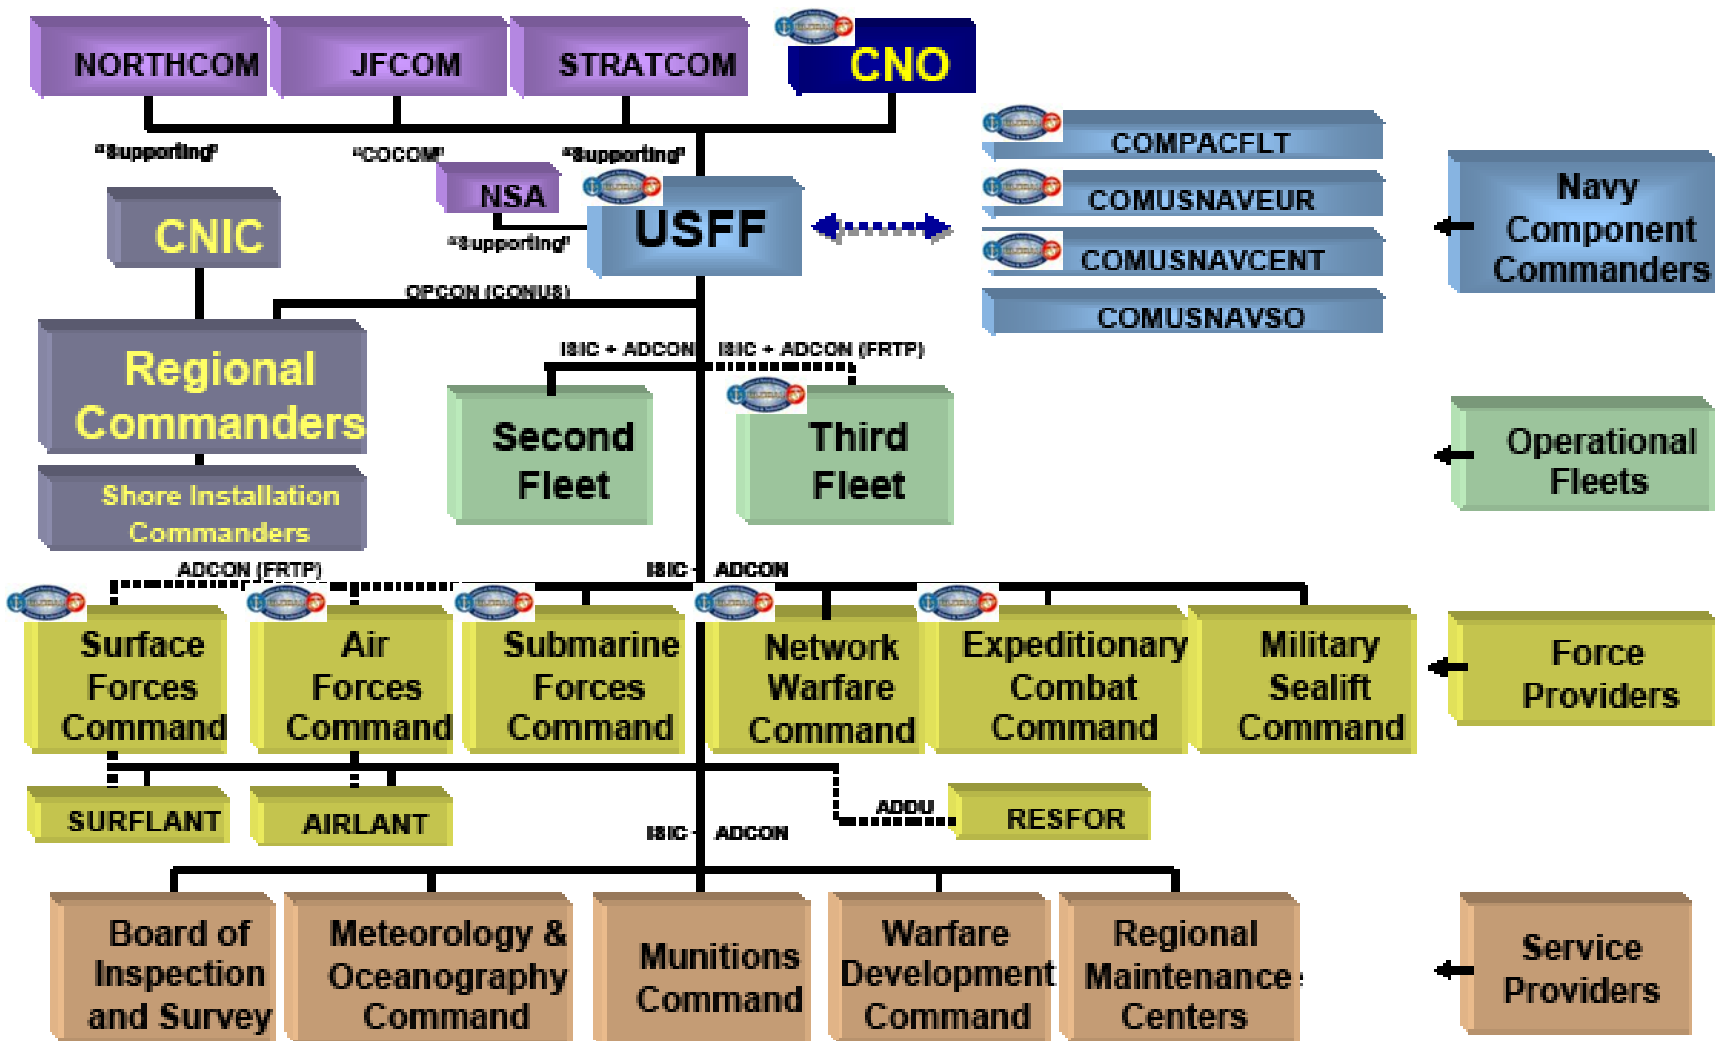 NORTHCOM
JFCOM
STRATCOM
CNO
"Supporting"
"COCOM"
"Supporting"
NSA
"Supporting"
USFF
COMPACFLT
COMUSNAVEUR
COMUSNAVCENT
COMUSNAVSO
Navy
Component
Commanders
CNIC
OPCON (CONUS)
Regional
Commanders
Shore Installation
Commanders
ISIC + ADCON
ISIC + ADCON (FRTP)
Second
Fleet
Third
Fleet
Operational
Fleets
ADCON (FRTP)
ISIC + ADCON
Surface
Forces
Command
Air
Forces
Command
Submarine
Forces
Command
Network
Warfare
Command
Expeditionary
Combat
Command
Military
Sealift
Command
Force
Providers
SURFLANT
AIRLANT
ADDU
RESFOR
ISIC + ADCON
Board of
Inspection
and Survey
Meteorology &
Oceanography
Command
Munitions
Command
Warfare
Development
Command
Regional
Maintenance
Centers
Service
Providers